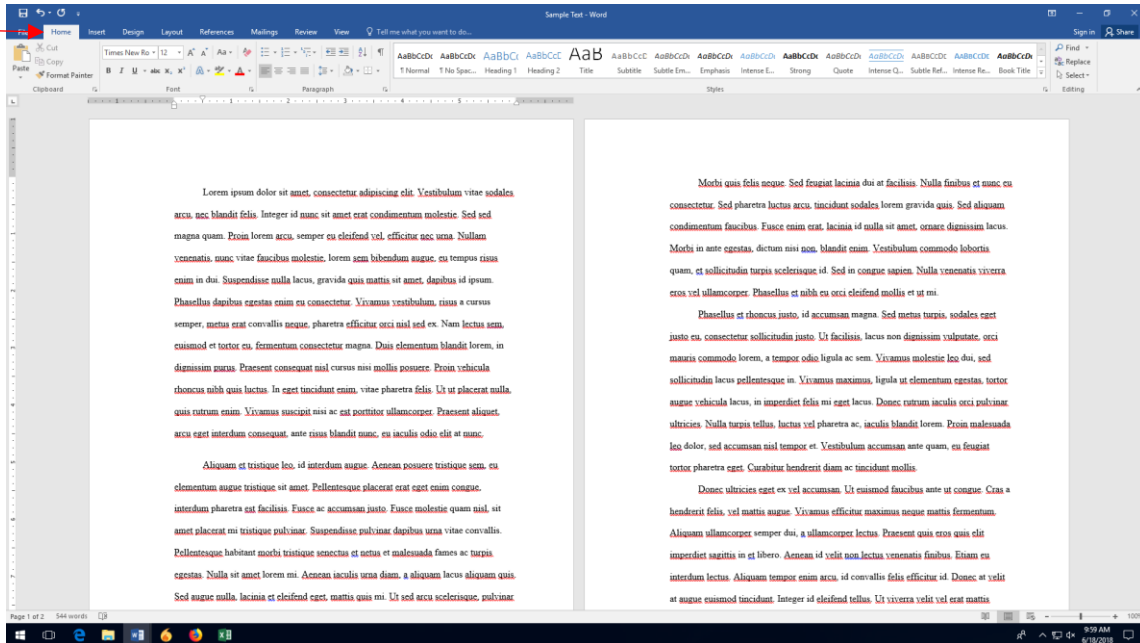 Sample Text - Word
File Home Insert Design Layout References Mailings Review View Tell me what you want to do... Sign in Share
Cut
Copy
Paste Format Painter
Times New Ro 12
AaBbCcDc AaBbCcDc AaBbCc AaBbCcC AaB AaBbCcC AaBbCcDc AaBbCcDc AaBbCcDc AaBbCcDc AaBbCcDc AaBbCcDc AaBbCcDc AaBbCcDc AaBbCcDc
¶ Normal ¶ No Spac... Heading 1 Heading 2 Title Subtitle Subtle Em... Emphasis Intense E... Strong Quote Intense Q... Subtle Ref... Intense Re... Book Title
Find
Replace
Select
Clipboard Font Paragraph Styles Editing
Lorem ipsum dolor sit amet, consectetur adipiscing elit. Vestibulum vitae sodales
arcu, nec blandit felis. Integer id nunc sit amet erat condimentum molestie. Sed sed
magna quam. Proin lorem arcu, semper eu eleifend vel, efficitur nec urna. Nullam
venenatis, nunc vitae faucibus molestie, lorem sem bibendum augue, eu tempus risus
enim in dui. Suspendisse nulla lacus, gravida quis mattis sit amet, dapibus id ipsum.
Phasellus dapibus egestas enim eu consectetur. Vivamus vestibulum, risus a cursus
semper, metus erat convallis neque, pharetra efficitur orci nisl sed ex. Nam lectus sem,
euismod et tortor eu, fermentum consectetur magna. Duis elementum blandit lorem, in
dignissim purus. Praesent consequat nisl cursus nisi mollis posuere. Proin vehicula
rhoncus nibh quis luctus. In eget tincidunt enim, vitae pharetra felis. Ut ut placerat nulla,
quis rutrum enim. Vivamus suscipit nisi ac est porttitor ullamcorper. Praesent aliquet,
arcu eget interdum consequat, ante risus blandit nunc, eu iaculis odio elit at nunc.
Aliquam et tristique leo, id interdum augue. Aenean posuere tristique sem, eu
elementum augue tristique sit amet. Pellentesque placerat erat eget enim congue,
interdum pharetra est facilisis. Fusce ac accumsan justo. Fusce molestie quam nisl, sit
amet placerat mi tristique pulvinar. Suspendisse pulvinar dapibus urna vitae convallis.
Pellentesque habitant morbi tristique senectus et netus et malesuada fames ac turpis
egestas. Nulla sit amet lorem mi. Aenean iaculis urna diam, a aliquam lacus aliquam quis.
Sed augue nulla, lacinia et eleifend eget, mattis quis mi. Ut sed arcu scelerisque, pulvinar
Morbi quis felis neque. Sed feugiat lacinia dui at facilisis. Nulla finibus et nunc eu
consectetur. Sed pharetra luctus arcu, tincidunt sodales lorem gravida quis. Sed aliquam
condimentum faucibus. Fusce enim erat, lacinia id nulla sit amet, ornare dignissim lacus.
Morbi in ante egestas, dictum nisi non, blandit enim. Vestibulum commodo lobortis
quam, et sollicitudin turpis scelerisque id. Sed in congue sapien. Nulla venenatis viverra
eros vel ullamcorper. Phasellus et nibh eu orci eleifend mollis et ut mi.
Phasellus et rhoncus justo, id accumsan magna. Sed metus turpis, sodales eget
justo eu, consectetur sollicitudin justo. Ut facilisis, lacus non dignissim vulputate, orci
mauris commodo lorem, a tempor odio ligula ac sem. Vivamus molestie leo dui, sed
sollicitudin lacus pellentesque in. Vivamus maximus, ligula ut elementum egestas, tortor
augue vehicula lacus, in imperdiet felis mi eget lacus. Donec rutrum iaculis orci pulvinar
ultricies. Nulla turpis tellus, luctus vel pharetra ac, iaculis blandit lorem. Proin malesuada
leo dolor, sed accumsan nisl tempor et. Vestibulum accumsan ante quam, eu feugiat
tortor pharetra eget. Curabitur hendrerit diam ac tincidunt mollis.
Donec ultricies eget ex vel accumsan. Ut euismod faucibus ante ut congue. Cras a
hendrerit felis, vel mattis augue. Vivamus efficitur maximus neque mattis fermentum.
Aliquam ullamcorper semper dui, a ullamcorper lectus. Praesent quis eros quis elit
imperdiet sagittis in et libero. Aenean id velit non lectus venenatis finibus. Etiam eu
interdum lectus. Aliquam tempor enim arcu, id convallis felis efficitur id. Donec at velit
at augue euismod tincidunt. Integer id eleifend tellus. Ut viverra velit vel erat mattis
Page 1 of 2 544 words 100%
9:59 AM
6/18/2018